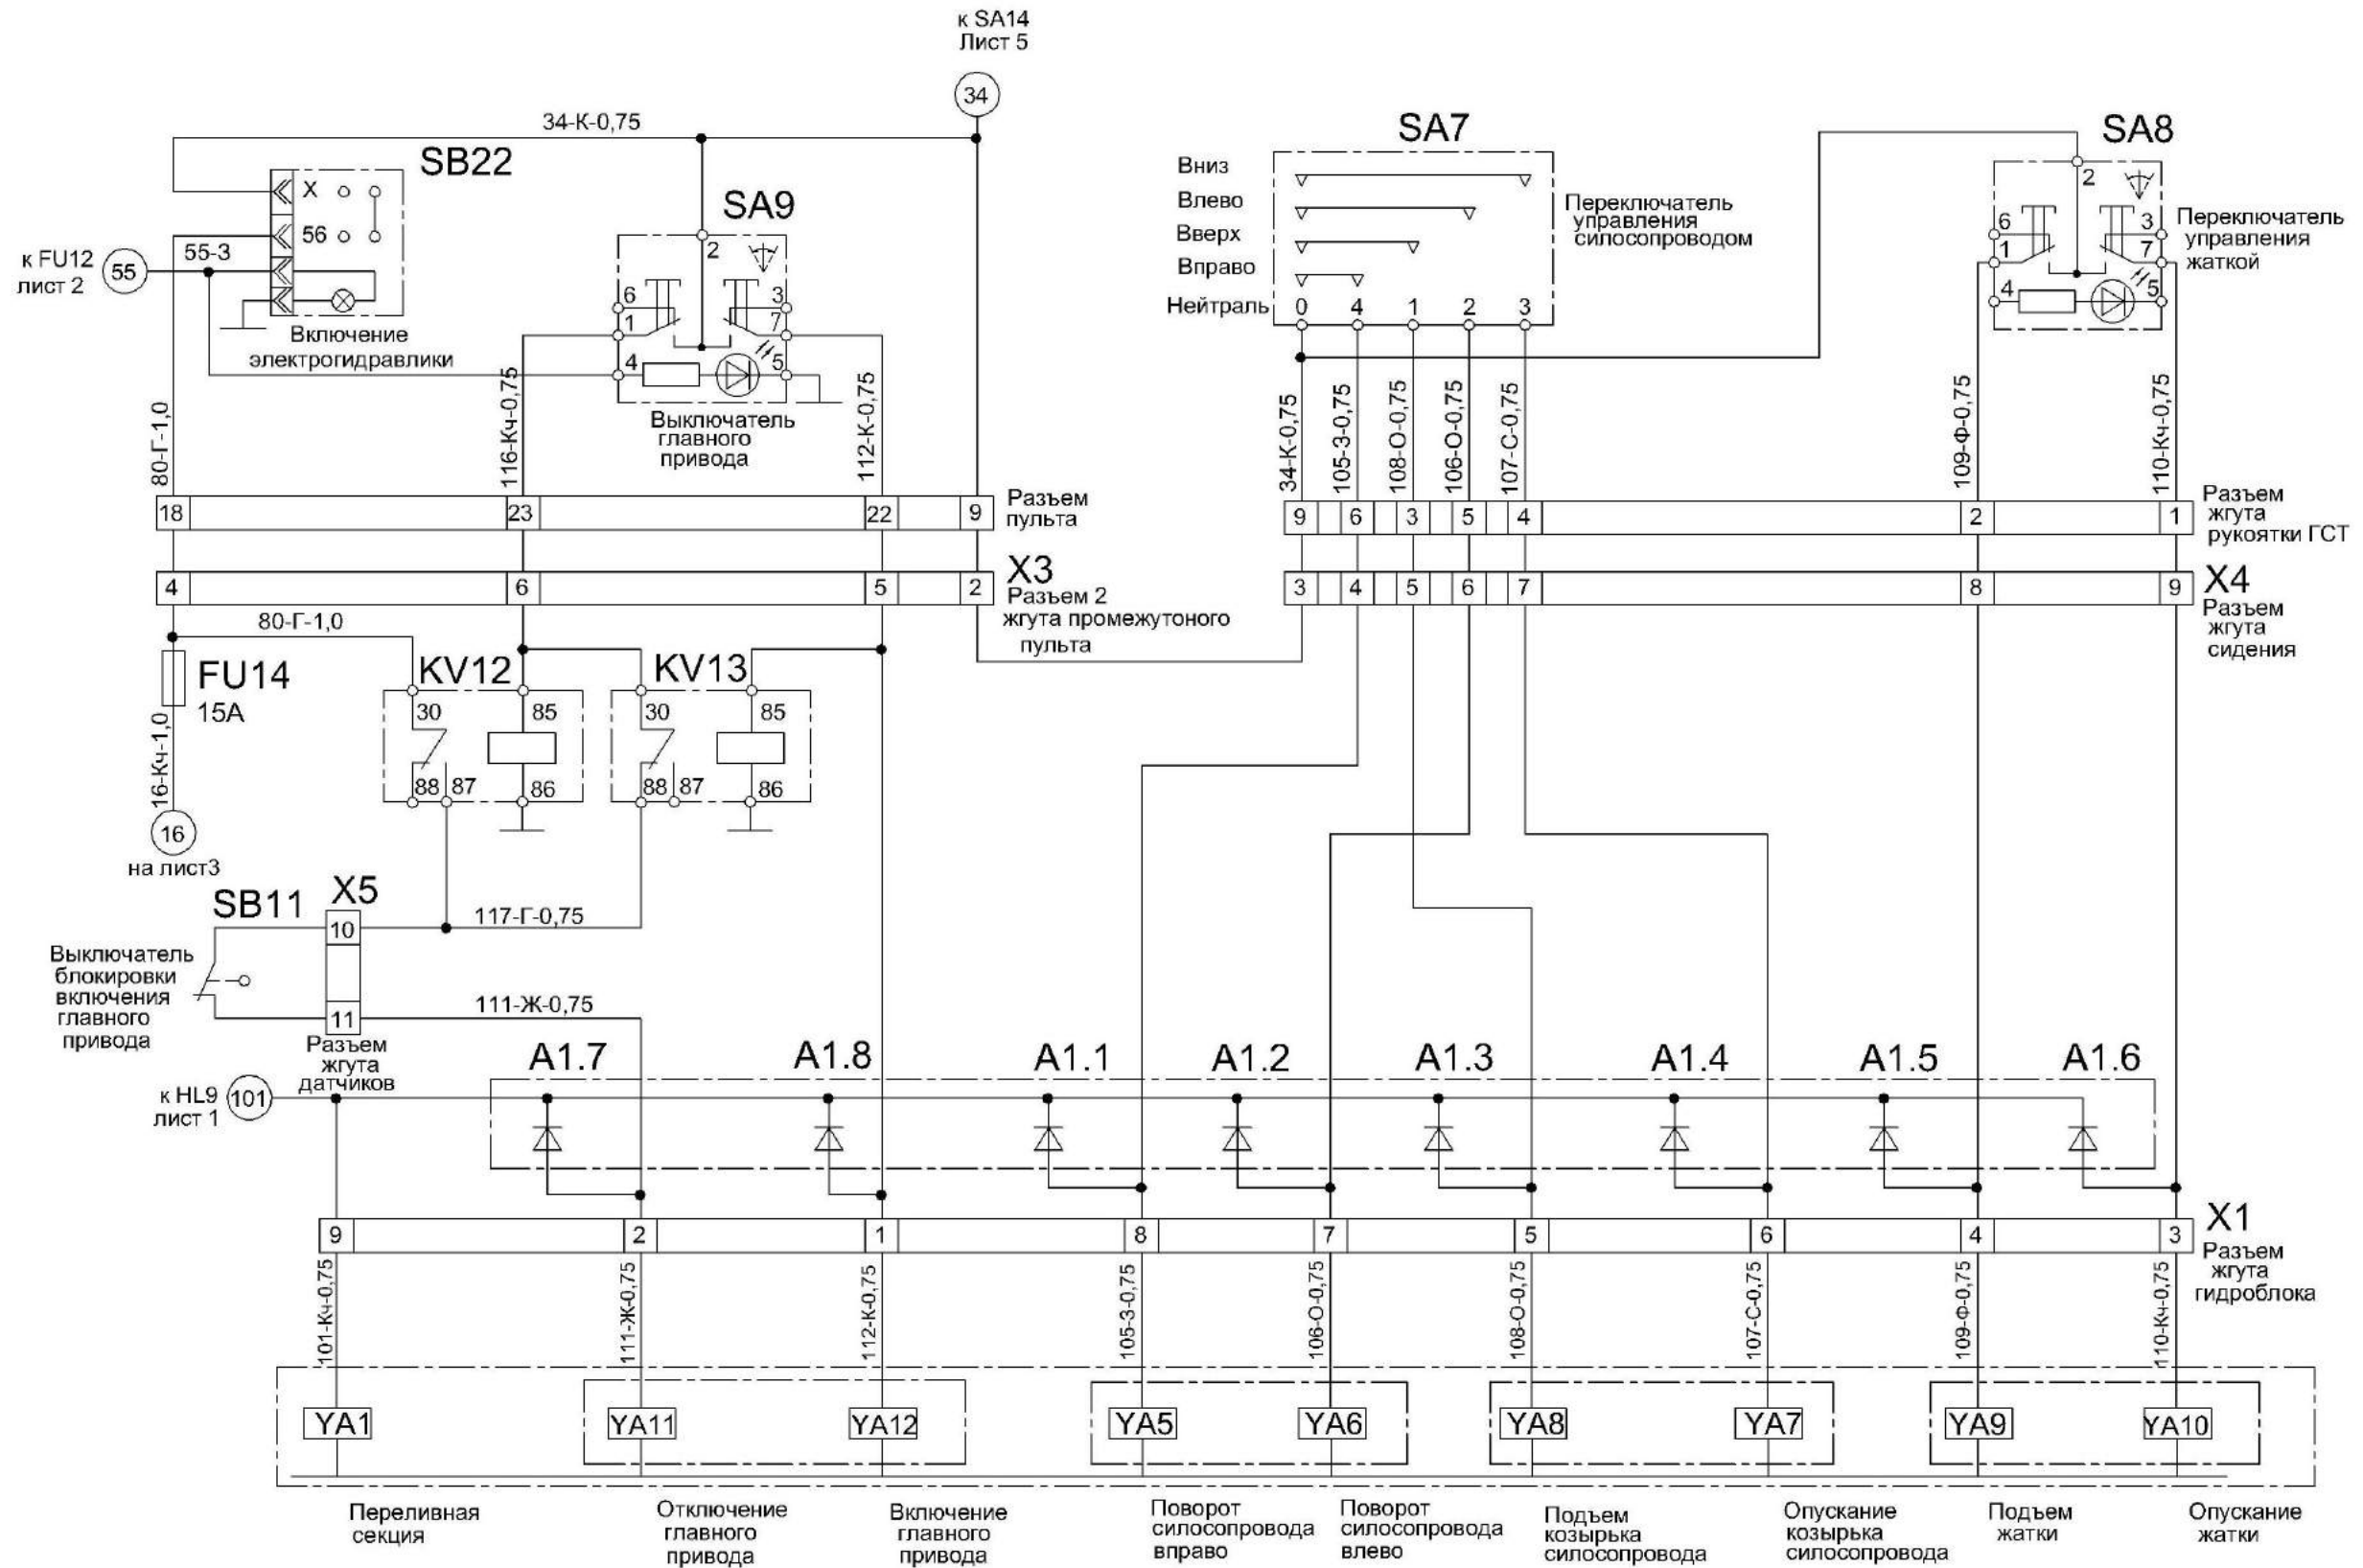 к SA14
Лист 5
34
34-К-0,75
SB22
X
56
к FU12
лист 2
55
55-З
Включение
электрогидравлики
SA9
2
6
3
1
7
4
5
Выключатель
главного
привода
SA7
Вниз
Влево
Вверх
Вправо
Нейтраль
0 4 1 2 3
Переключатель
управления
силосопроводом
SA8
2
6
3
1
7
4
5
Переключатель
управления
жаткой
80-Г-1,0
116-Кч-0,75
112-К-0,75
34-К-0,75
105-З-0,75
108-О-0,75
106-О-0,75
107-С-0,75
109-Ф-0,75
110-Кч-0,75
18 23 22 9
Разъем
пульта
9 6 3 5 4 2 1
Разъем
жгута
рукоятки ГСТ
4 6 5 2
X3
Разъем 2
жгута промежутоного
пульта
3 4 5 6 7 8 9
X4
Разъем
жгута
сидения
80-Г-1,0
FU14
15А
16-Кч-1,0
16
на лист3
KV12
30
85
88
87
86
KV13
30
85
88
87
86
SB11
X5
10
11
117-Г-0,75
111-Ж-0,75
Выключатель
блокировки
включения
главного
привода
Разъем
жгута
датчиков
к HL9
лист 1
101
A1.7
A1.8
A1.1
A1.2
A1.3
A1.4
A1.5
A1.6
9 2 1 8 7 5 6 4 3
X1
Разъем
жгута
гидроблока
101-Кч-0,75
111-Ж-0,75
112-К-0,75
105-З-0,75
106-О-0,75
108-О-0,75
107-С-0,75
109-Ф-0,75
110-Кч-0,75
YA1
YA11
YA12
YA5
YA6
YA8
YA7
YA9
YA10
Переливная
секция
Отключение
главного
привода
Включение
главного
привода
Поворот
силосопровода
вправо
Поворот
силосопровода
влево
Подъем
козырька
силосопровода
Опускание
козырька
силосопровода
Подъем
жатки
Опускание
жатки